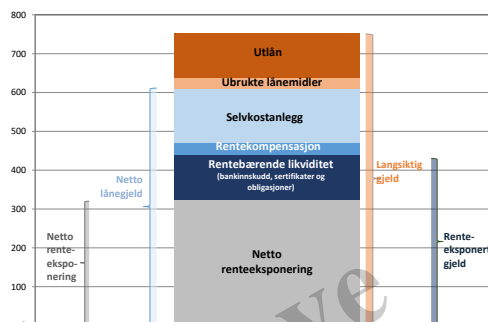 800
700
600
500
400
300
200
100
Utlån
Ubrukte lånemidler
Selvkostanlegg
Rentekompensasjon
Rentebærende likviditet
(bankinnskudd, sertifikater og
obligasjoner)
Netto
renteeksponering
Netto
rente-
ekspo-
nering
Netto
lånegjeld
Langsiktig
gjeld
Rente-
eksponert
gjeld